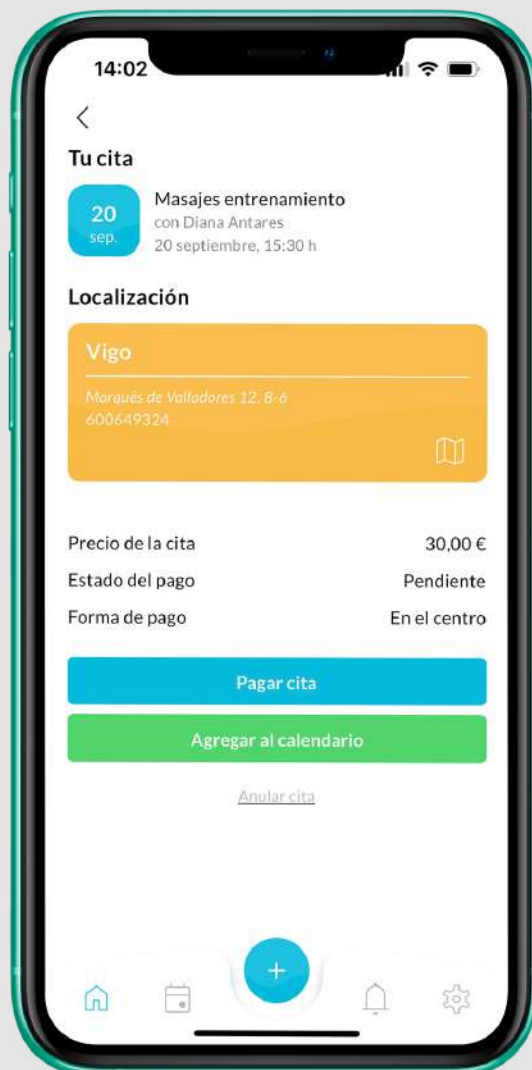 14:02
Tu cita
20
sep.
Masajes entrenamiento
con Diana Antares
20 septiembre, 15:30 h
Localización
Vigo
Marqués de Valladores 12, 8-6
600649324
Precio de la cita 30,00 €
Estado del pago Pendiente
Forma de pago En el centro
Pagar cita
Agregar al calendario
Anular cita